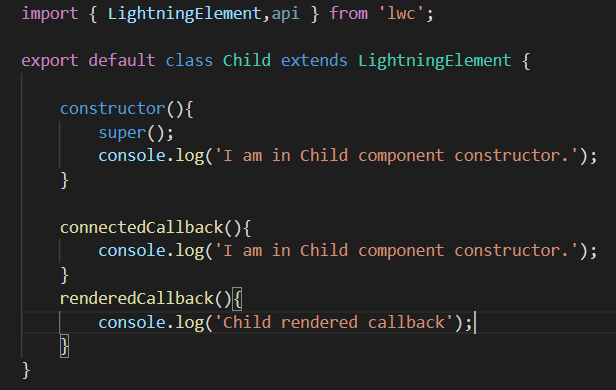 import { LightningElement,api } from 'lwc';
export default class Child extends LightningElement {
constructor(){
super();
console.log('I am in Child component constructor.');
}
connectedCallback(){
console.log('I am in Child component constructor.');
}
renderedCallback(){
console.log('Child rendered callback');
}
}